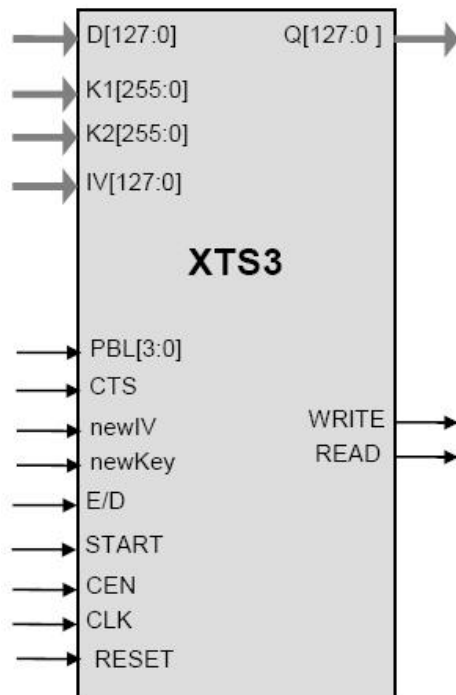 D[127:0]
Q[127:0 ]
K1[255:0]
K2[255:0]
IV[127:0]
XTS3
PBL[3:0]
CTS
newIV
WRITE
newKey
READ
E/D
START
CEN
CLK
RESET